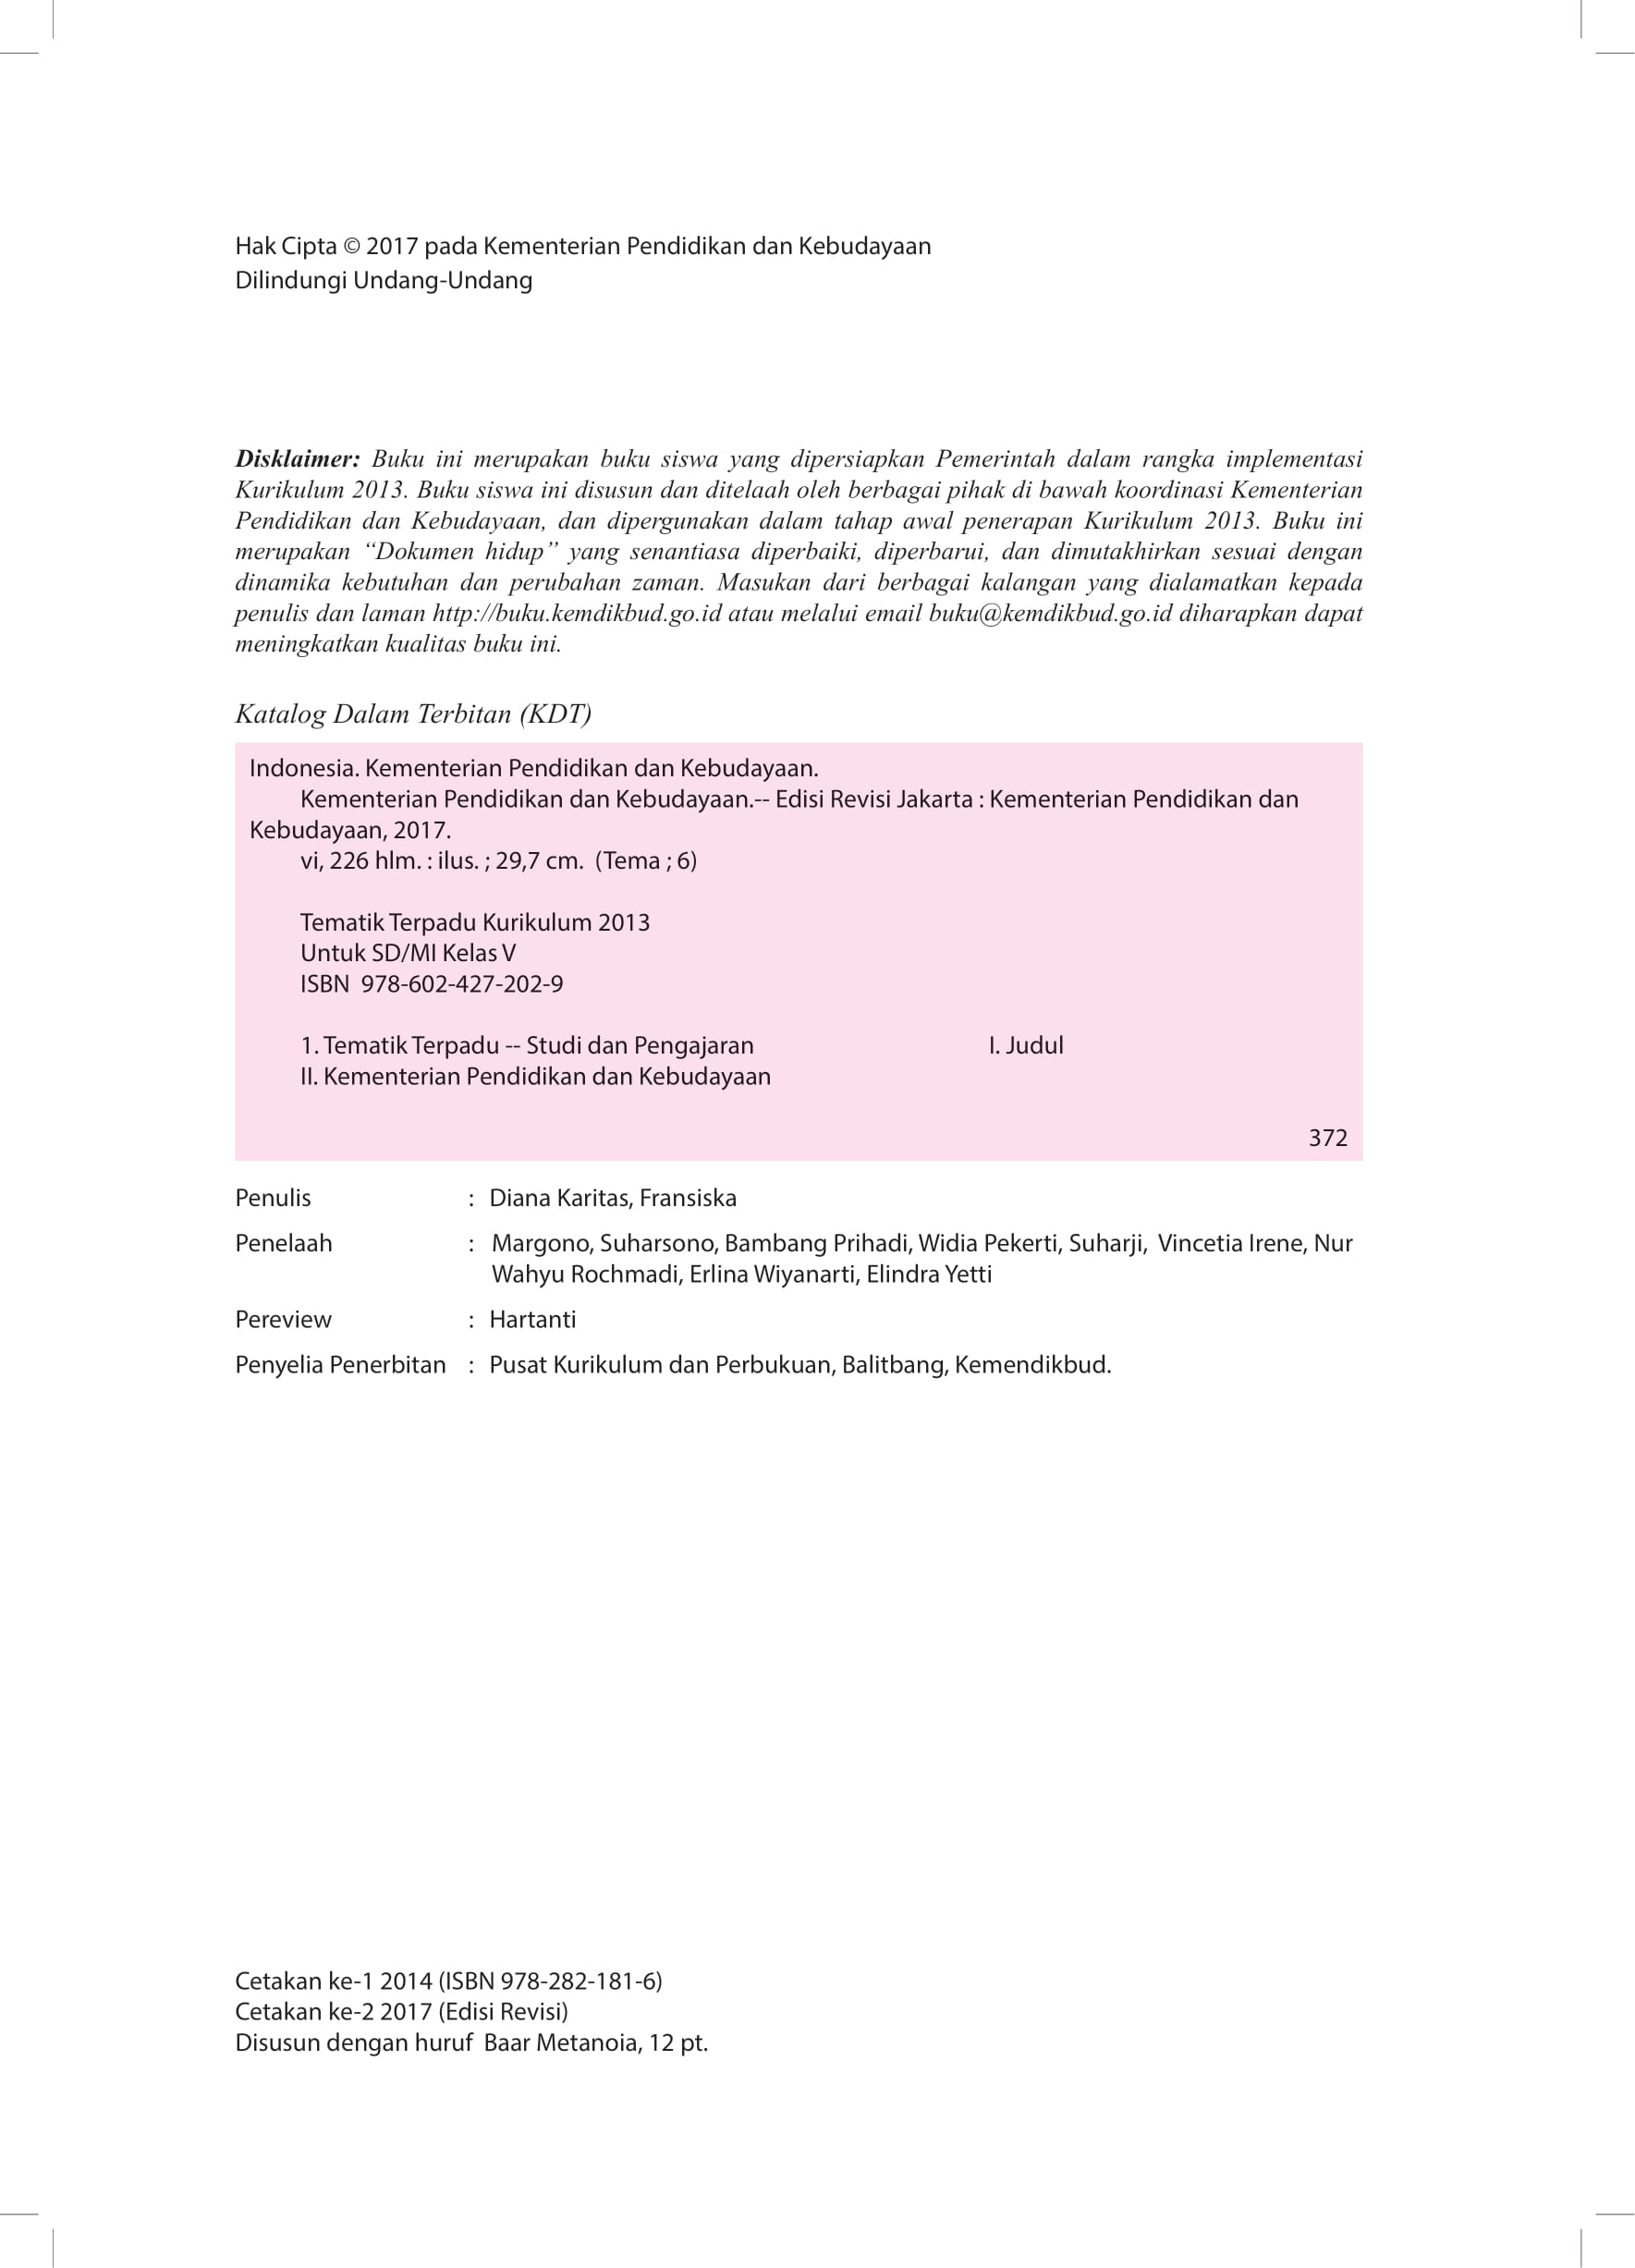 Hak Cipta © 2017 pada Kementerian Pendidikan dan Kebudayaan
Dilindungi Undang-Undang
Disklaimer: Buku ini merupakan buku siswa yang dipersiapkan Pemerintah dalam rangka implementasi
Kurikulum 2013. Buku siswa ini disusun dan ditelaah oleh berbagai pihak di bawah koordinasi Kementerian
Pendidikan dan Kebudayaan, dan dipergunakan dalam tahap awal penerapan Kurikulum 2013. Buku ini
merupakan “Dokumen hidup” yang senantiasa diperbaiki, diperbarui, dan dimutakhirkan sesuai dengan
dinamika kebutuhan dan perubahan zaman. Masukan dari berbagai kalangan yang dialamatkan kepada
penulis dan laman http://buku.kemdikbud.go.id atau melalui email buku@kemdikbud.go.id diharapkan dapat
meningkatkan kualitas buku ini.
Katalog Dalam Terbitan (KDT)
Indonesia. Kementerian Pendidikan dan Kebudayaan.
Kementerian Pendidikan dan Kebudayaan.-- Edisi Revisi Jakarta : Kementerian Pendidikan dan
Kebudayaan, 2017.
vi, 226 hlm. : ilus. ; 29,7 cm. (Tema ; 6)
Tematik Terpadu Kurikulum 2013
Untuk SD/MI Kelas V
ISBN 978-602-427-202-9
1. Tematik Terpadu -- Studi dan Pengajaran I. Judul
II. Kementerian Pendidikan dan Kebudayaan
372
Penulis : Diana Karitas, Fransiska
Penelaah : Margono, Suharsono, Bambang Prihadi, Widia Pekerti, Suharji, Vincetia Irene, Nur
Wahyu Rochmadi, Erlina Wiyanarti, Elindra Yetti
Pereview : Hartanti
Penyelia Penerbitan : Pusat Kurikulum dan Perbukuan, Balitbang, Kemendikbud.
Cetakan ke-1 2014 (ISBN 978-282-181-6)
Cetakan ke-2 2017 (Edisi Revisi)
Disusun dengan huruf Baar Metanoia, 12 pt.